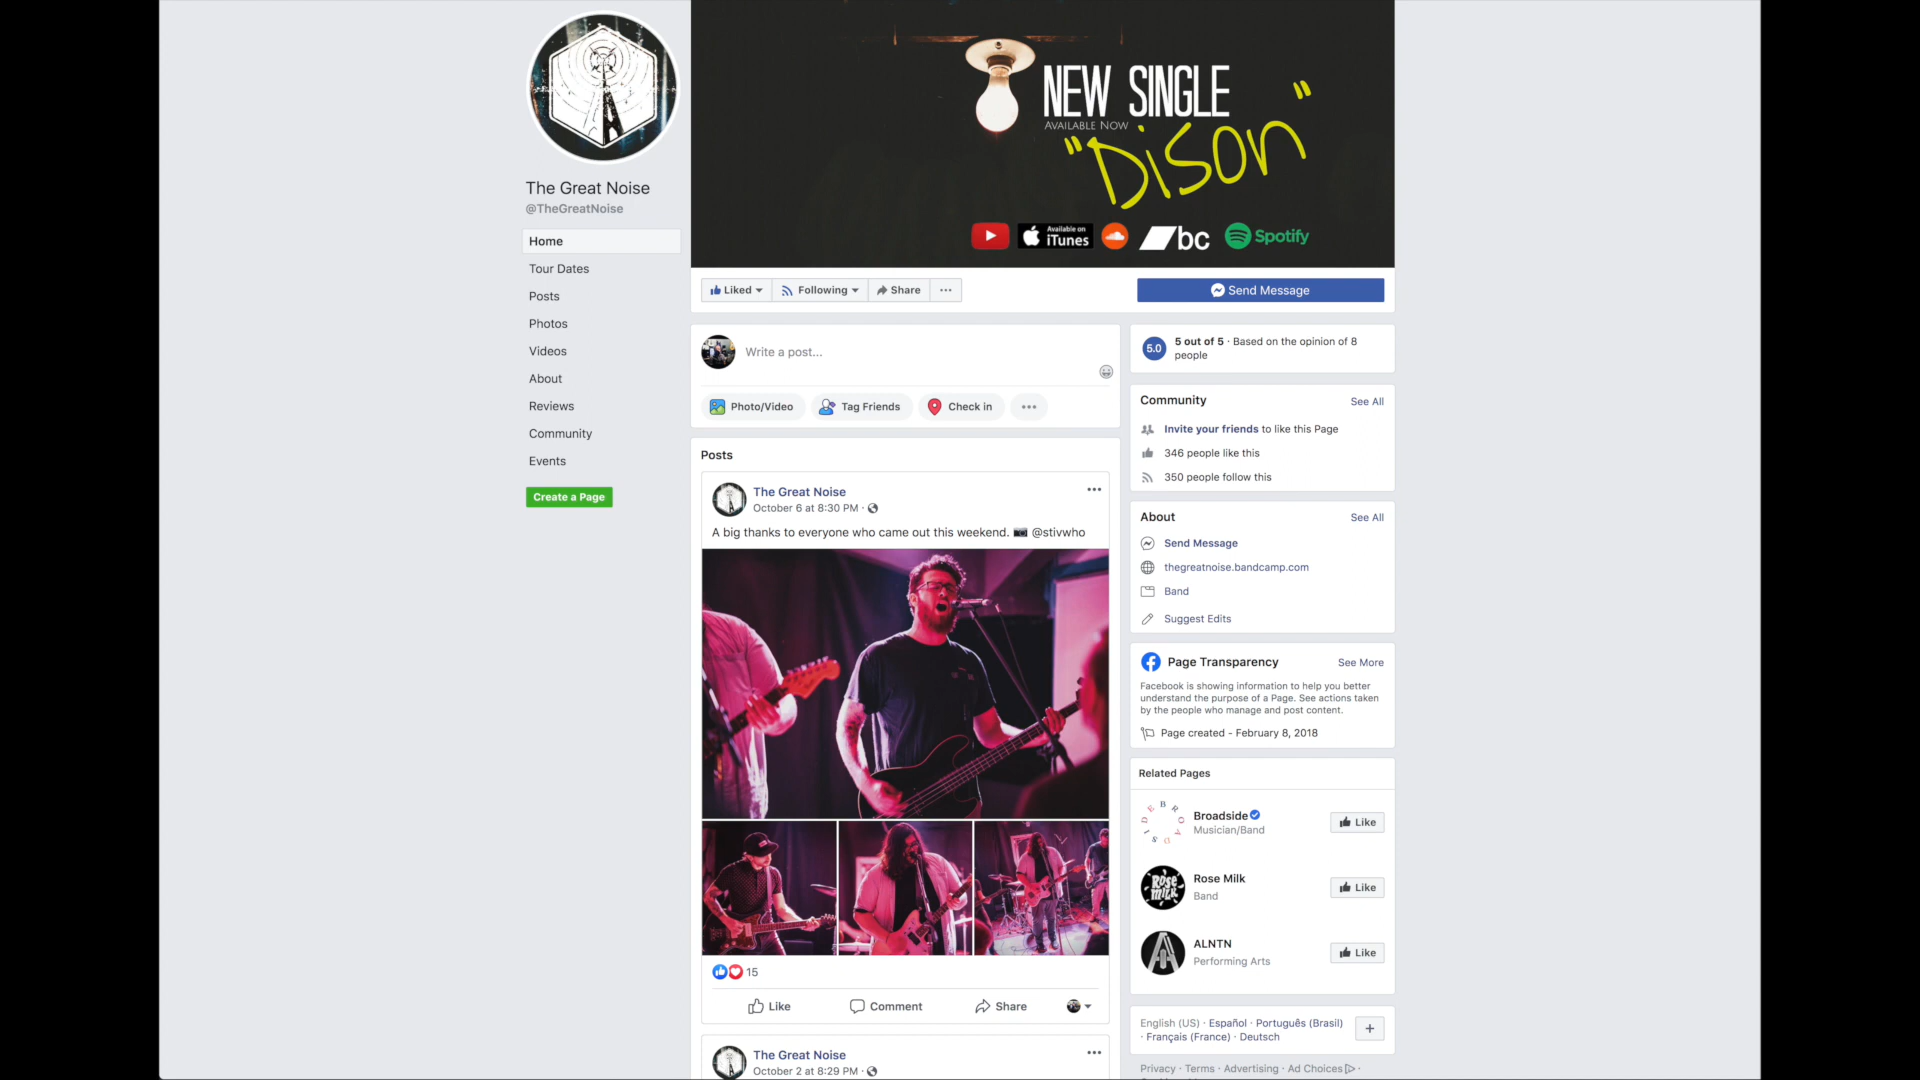 The Great Noise
@TheGreatNoise
Home
Tour Dates
Posts
Photos
Videos
About
Reviews
Community
Events
Create a Page
NEW SINGLE
AVAILABLE NOW
"Dison"
Available on
iTunes
bc
Spotify
Liked
Following
Share
Send Message
Write a post...
Photo/Video
Tag Friends
Check in
Posts
The Great Noise
October 6 at 8:30 PM ·
A big thanks to everyone who came out this weekend. 📷 @stivwho
15
Like
Comment
Share
The Great Noise
October 2 at 8:29 PM ·
5.0
5 out of 5 · Based on the opinion of 8
people
Community
See All
Invite your friends to like this Page
346 people like this
350 people follow this
About
See All
Send Message
thegreatnoise.bandcamp.com
Band
Suggest Edits
Page Transparency
See More
Facebook is showing information to help you better
understand the purpose of a Page. See actions taken
by the people who manage and post content.
Page created - February 8, 2018
Related Pages
BROADSIDE
Broadside
Musician/Band
Like
ROSE
MILK
Rose Milk
Band
Like
ALNTN
Performing Arts
Like
English (US) · Español · Português (Brasil)
· Français (France) · Deutsch
Privacy · Terms · Advertising · Ad Choices ·